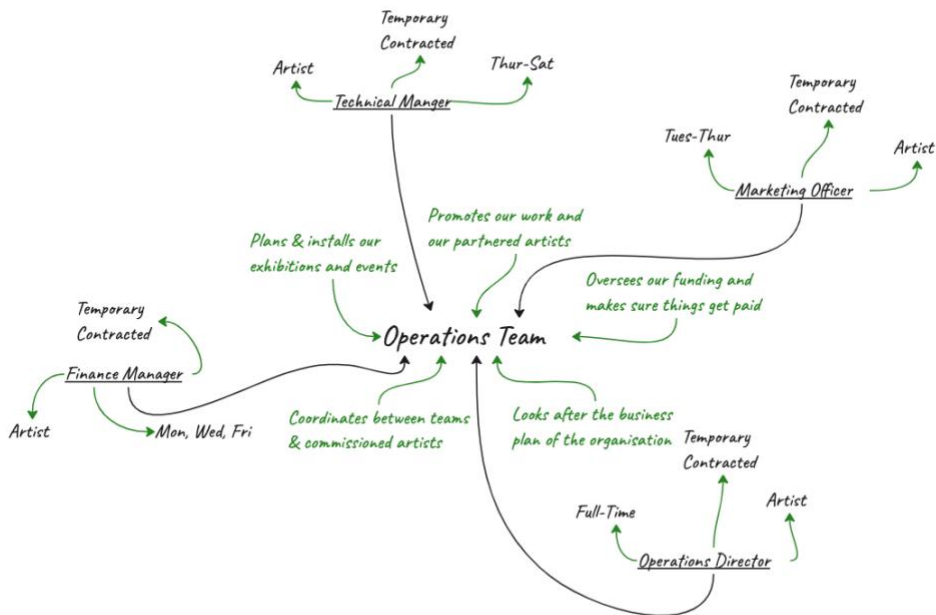 Temporary
Contracted
Artist
Thur-Sat
Technical Manger
Temporary
Contracted
Tues-Thur
Artist
Marketing Officer
Promotes our work and
our partnered artists
Plans & installs our
exhibitions and events
Oversees our funding and
makes sure things get paid
Operations Team
Temporary
Contracted
Finance Manager
Artist
Mon, Wed, Fri
Coordinates between teams
& commissioned artists
Looks after the business
plan of the organisation
Temporary
Contracted
Full-Time
Artist
Operations Director